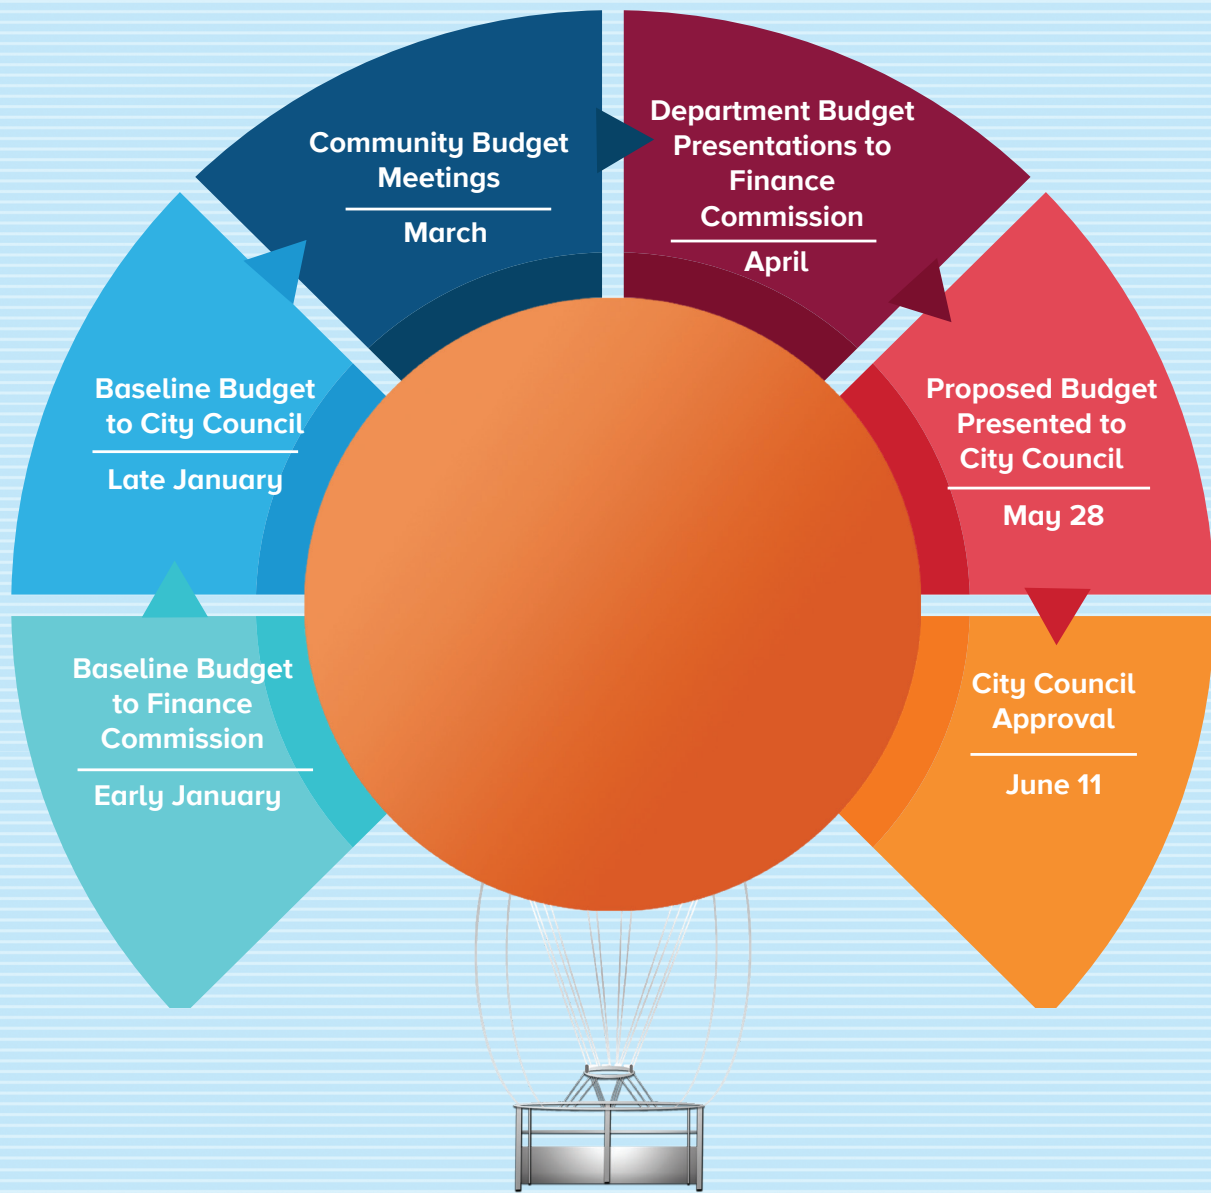 Baseline Budget
to Finance
Commission
Early January
Baseline Budget
to City Council
Late January
Community Budget
Meetings
March
Department Budget
Presentations to
Finance
Commission
April
Proposed Budget
Presented to
City Council
May 28
City Council
Approval
June 11